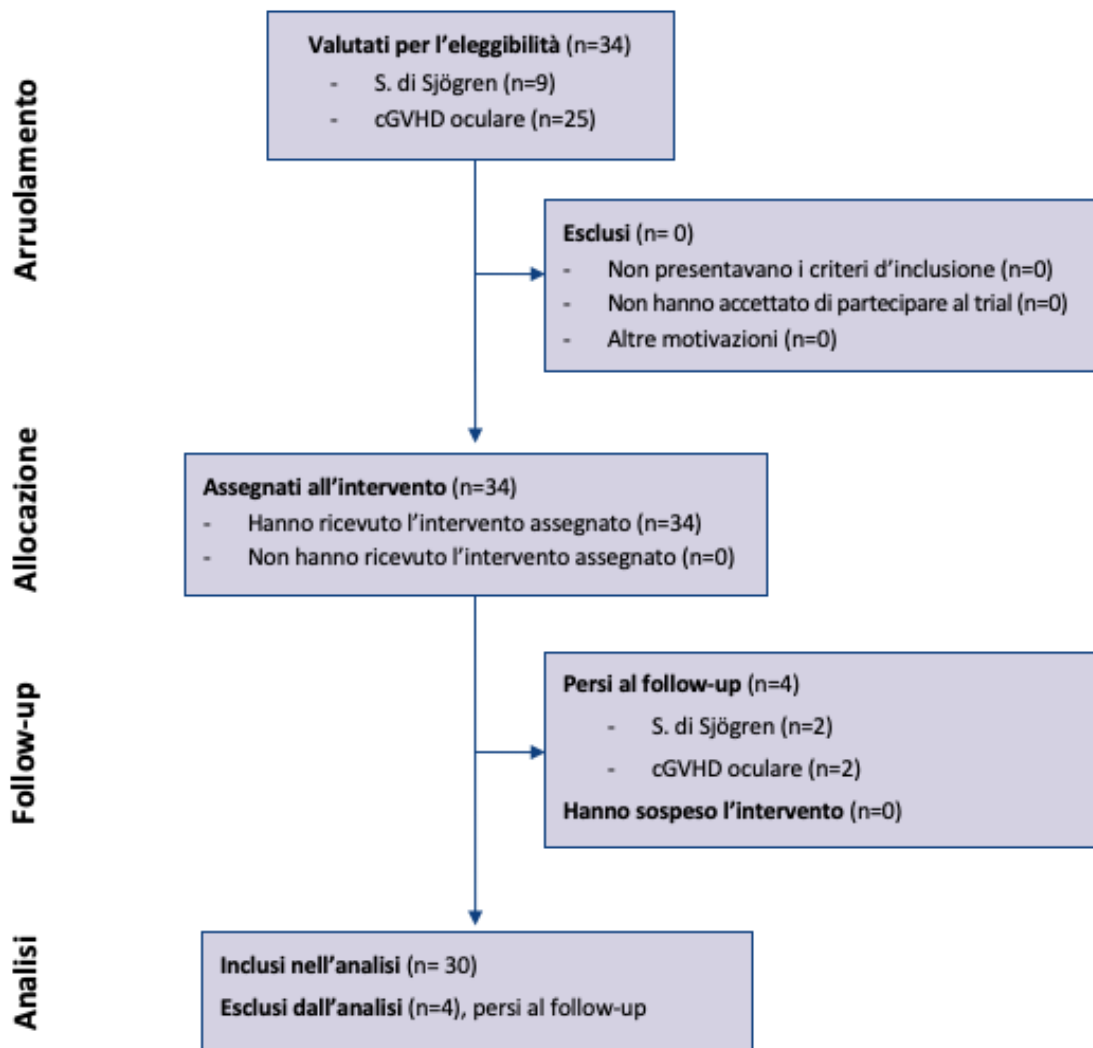 Arruolamento
Valutati per l'eleggibilità (n=34)
- S. di Sjögren (n=9)
- cGVHD oculare (n=25)
Esclusi (n= 0)
- Non presentavano i criteri d'inclusione (n=0)
- Non hanno accettato di partecipare al trial (n=0)
- Altre motivazioni (n=0)
Allocazione
Assegnati all'intervento (n=34)
- Hanno ricevuto l'intervento assegnato (n=34)
- Non hanno ricevuto l'intervento assegnato (n=0)
Follow-up
Persi al follow-up (n=4)
- S. di Sjögren (n=2)
- cGVHD oculare (n=2)
Hanno sospeso l'intervento (n=0)
Analisi
Inclusi nell'analisi (n= 30)
Esclusi dall'analisi (n=4), persi al follow-up